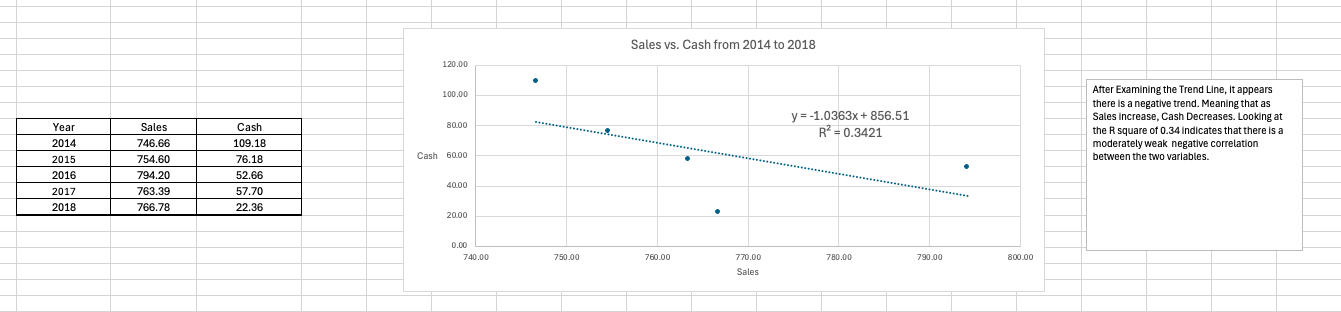 Year Sales Cash
2014 746.66 109.18
2015 754.60 76.18
2016 794.20 52.66
2017 763.39 57.70
2018 766.78 22.36
Sales vs. Cash from 2014 to 2018
120.00
100.00
80.00
60.00
40.00
20.00
0.00
Cash
y = -1.0363x + 856.51
R² = 0.3421
740.00 750.00 760.00 770.00 780.00 790.00 800.00
Sales
After Examining the Trend Line, it appears
there is a negative trend. Meaning that as
Sales increase, Cash Decreases. Looking at
the R square of 0.34 indicates that there is a
moderately weak negative correlation
between the two variables.